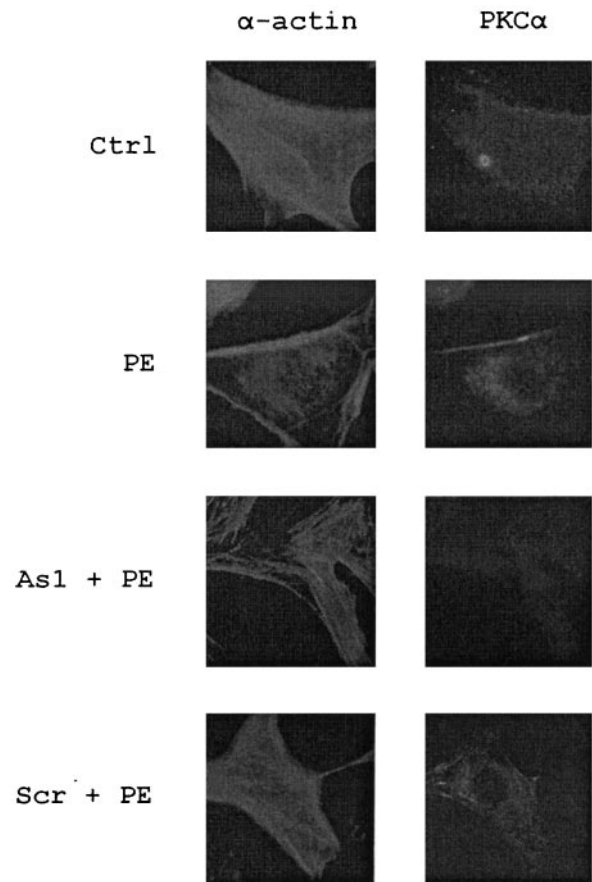 α-actin PKCα
Ctrl
PE
As1 + PE
Scr + PE